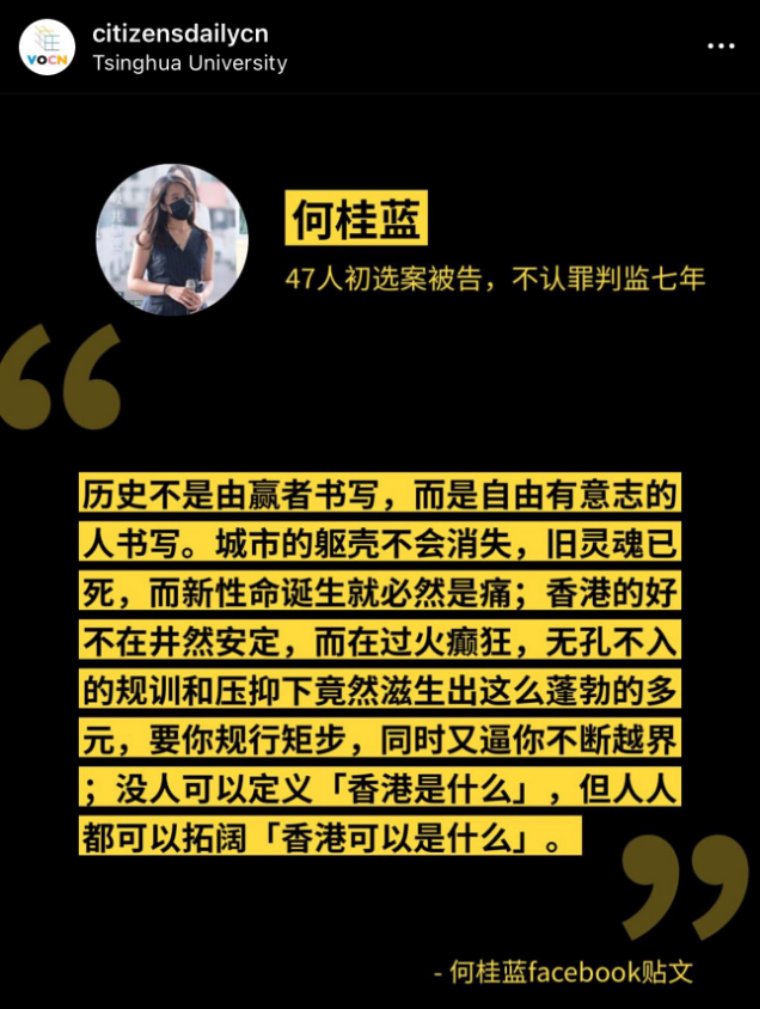 citizensdailycn
VOCN
Tsinghua University
何桂蓝
47人初选案被告，不认罪判监七年
“
历史不是由赢者书写，而是自由有意志的
人书写。城市的躯壳不会消失，旧灵魂已
死，而新性命诞生就必然是痛；香港的好
不在井然安定，而在过火癫狂，无孔不入
的规训和压抑下竟然滋生出这么蓬勃的多
元，要你规行矩步，同时又逼你不断越界
；没人可以定义「香港是什么」，但人人
都可以拓阔「香港可以是什么」。
”
- 何桂蓝facebook贴文